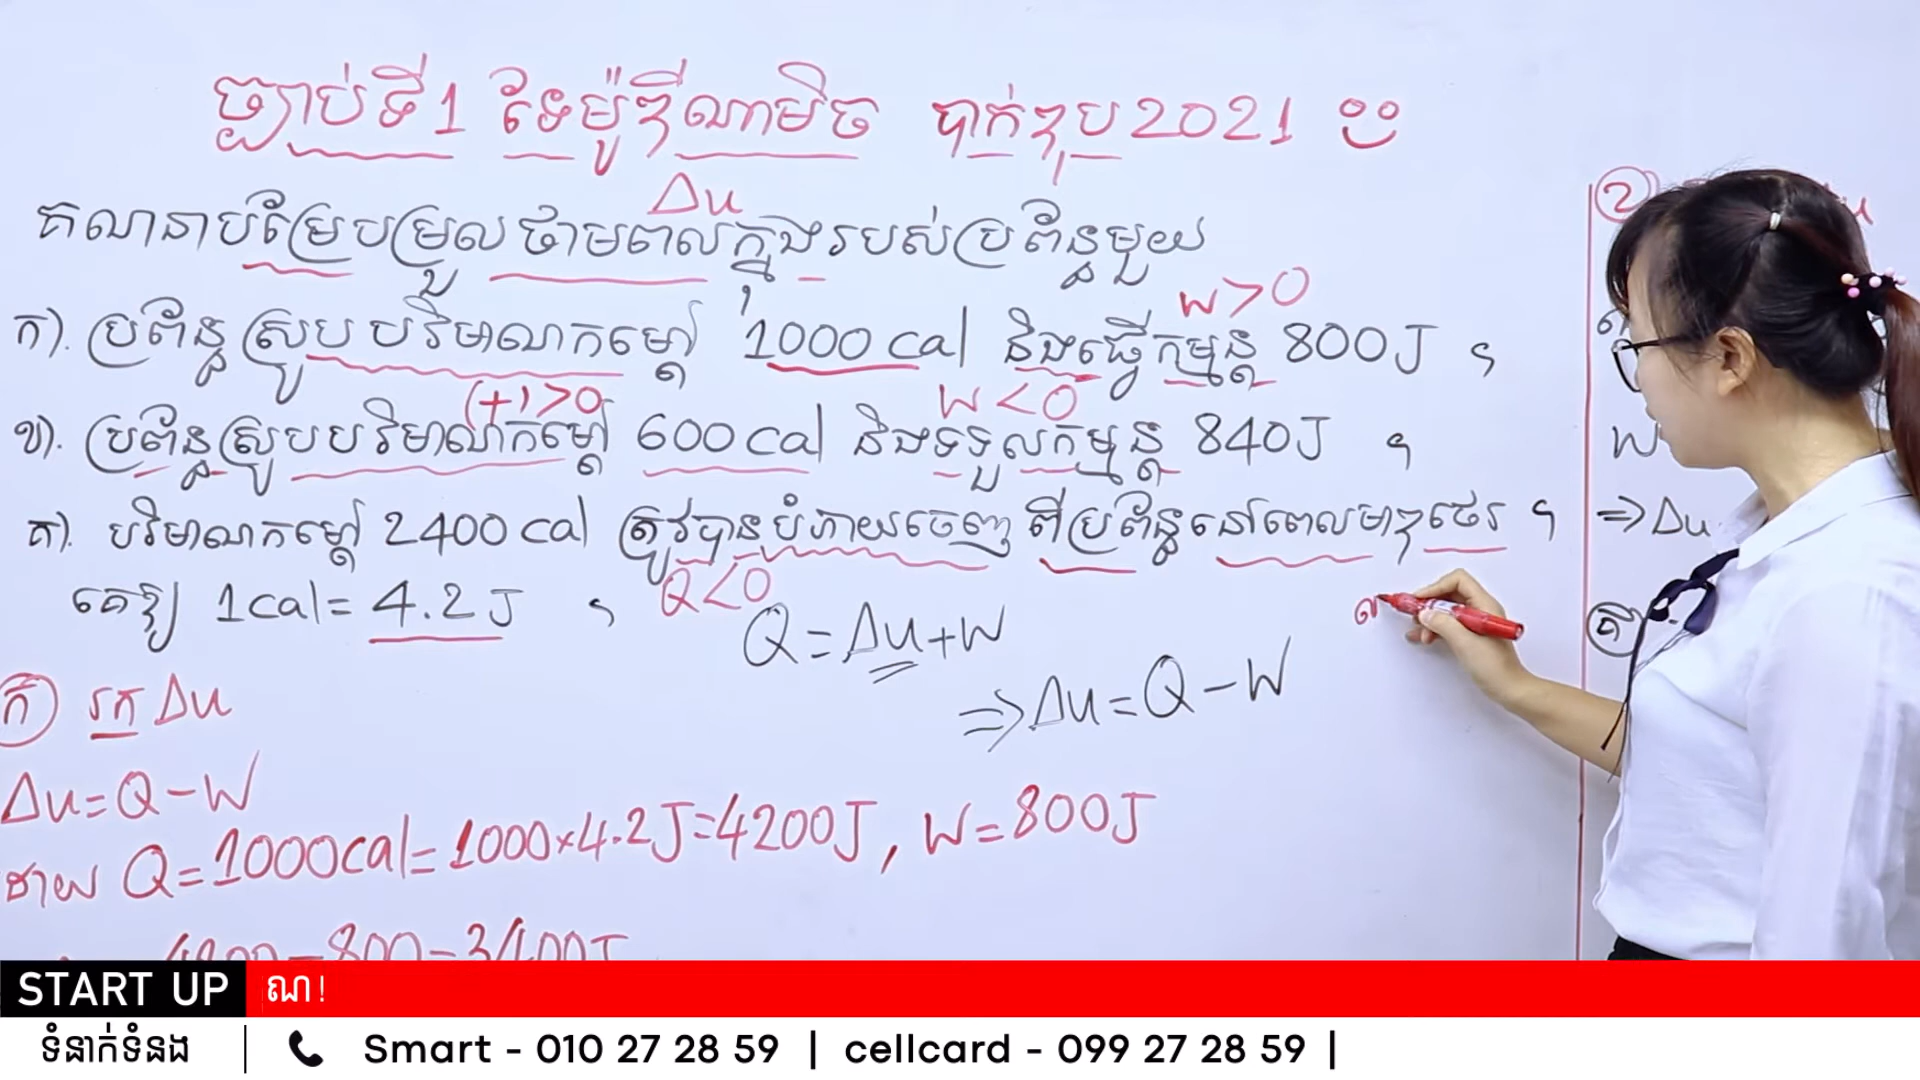 ច្បាប់ទី1 ទែម៉ូឌីណាមិច បាក់ឌុប 2021
Δu
គណនាបម្រែបម្រួលថាមពលក្នុងរបស់ប្រព័ន្ធមួយ
W>0
ក). ប្រព័ន្ធស្រូបបរិមាណកម្តៅ 1000 cal និងធ្វើកម្មន្ត 800J ។
(+)>0 W<0
ខ). ប្រព័ន្ធស្រូបបរិមាណកម្តៅ 600 cal និងទទួលកម្មន្ត 840J ។
គ). បរិមាណកម្តៅ 2400 cal ត្រូវបានបំភាយចេញពីប្រព័ន្ធនៅពេលមាឌថេរ ។
Q<0
គេឱ្យ 1cal = 4.2 J ។
Q = Δu + W
⇒ Δu = Q − W
ក រក Δu
Δu = Q − W
ដោយ Q = 1000cal = 1000×4.2J = 4200J, W = 800J
4200 − 800 = 3400J
2
W
⇒ Δu
គ
START UP ណ!
ទំនាក់ទំនង Smart - 010 27 28 59 | cellcard - 099 27 28 59 |